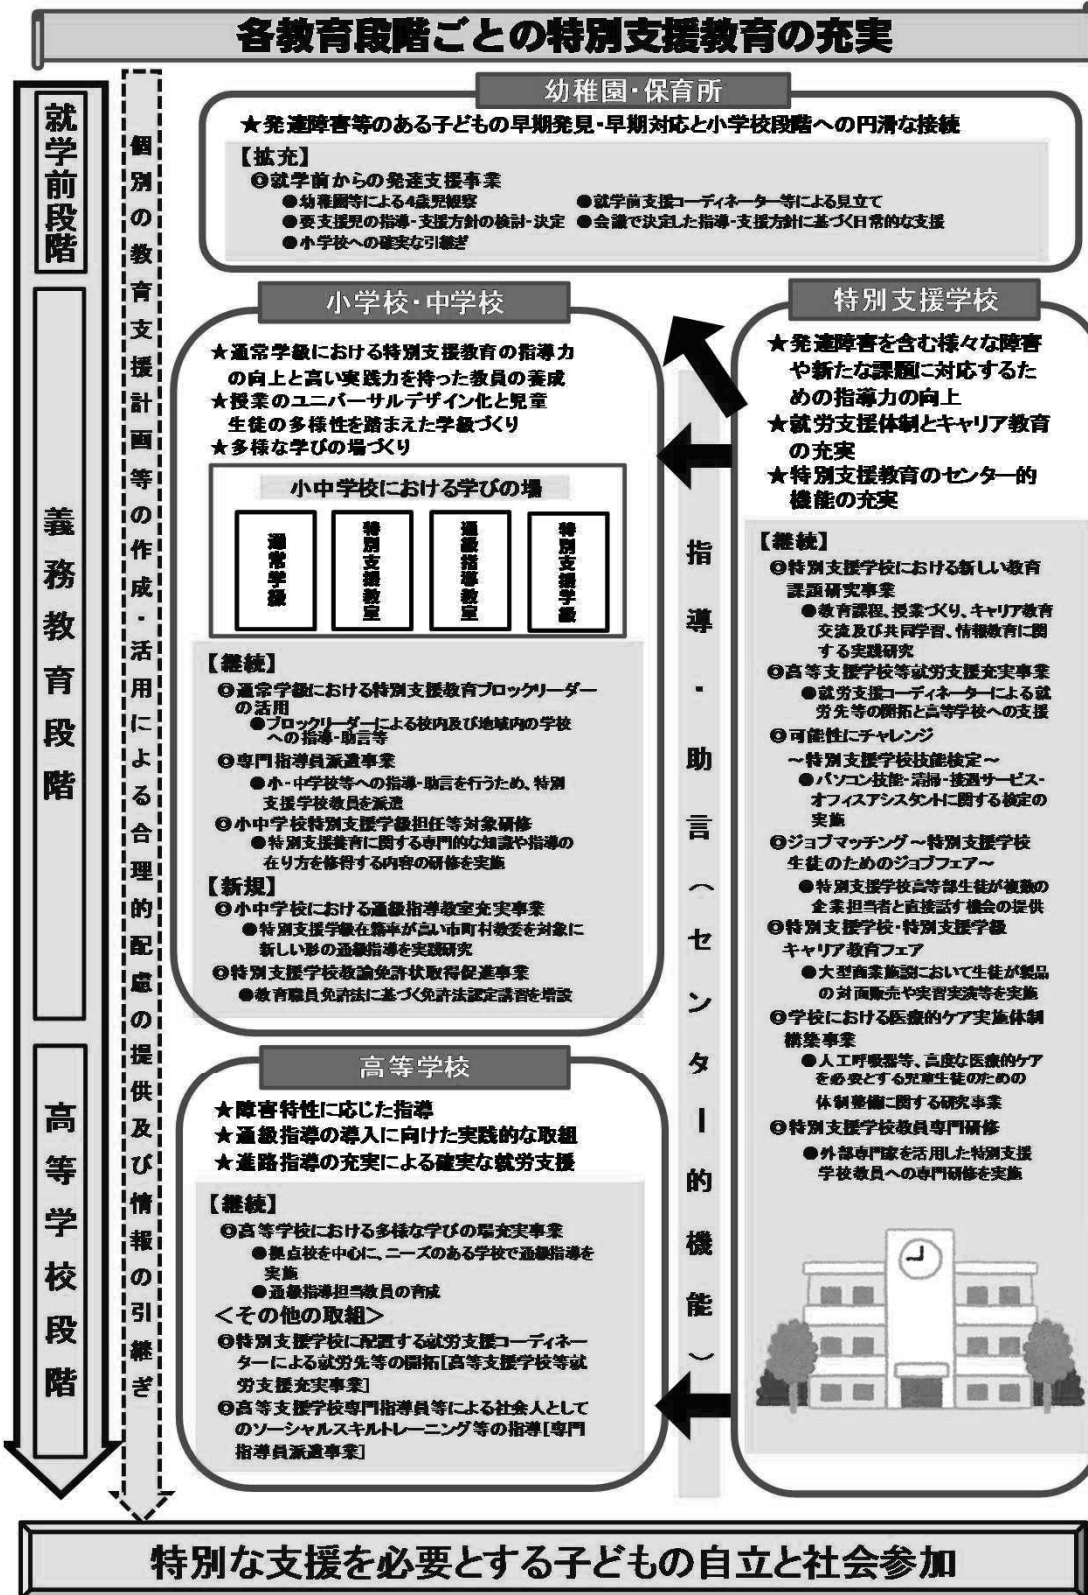 各教育段階ごとの特別支援教育の充実
就学前段階
義務教育段階
高等学校段階
個別の教育支援計画等の作成・活用による合理的配慮の提供及び情報の引継ぎ
幼稚園・保育所
★発達障害等のある子どもの早期発見・早期対応と小学校段階への円滑な接続
【拡充】
❶就学前からの発達支援事業
●幼稚園等による4歳児観察
●就学前支援コーディネーター等による見立て
●要支援児の指導・支援方針の検討・決定
●会議で決定した指導・支援方針に基づく日常的な支援
●小学校への確実な引継ぎ
小学校・中学校
★通常学級における特別支援教育の指導力
の向上と高い実践力を持った教員の養成
★授業のユニバーサルデザイン化と児童
生徒の多様性を踏まえた学級づくり
★多様な学びの場づくり
小中学校における学びの場
通常学級
特別支援教室
通級指導教室
特別支援学級
【継続】
通常学級における特別支援教育ブロックリーダー
の活用
●ブロックリーダーによる校内及び地域内の学校
への指導・助言等
専門指導員派遣事業
●小・中学校等への指導・助言を行うため、特別
支援学校教員を派遣
小中学校特別支援学級担任等対象研修
●特別支援養育に関する専門的な知識や指導の
在り方を修得する内容の研修を実施
【新規】
小中学校における通級指導教室充実事業
●特別支援学級在籍率が高い市町村教委を対象に
新しい形の通級指導を実践研究
特別支援学校教諭免許状取得促進事業
●教育職員免許法に基づく免許法認定講習を増設
高等学校
★障害特性に応じた指導
★通級指導の導入に向けた実践的な取組
★進路指導の充実による確実な就労支援
【継続】
高等学校における多様な学びの場充実事業
●拠点校を中心に、ニーズのある学校で通級指導を
実施
●通級指導担当教員の育成
＜その他の取組＞
特別支援学校に配置する就労支援コーディネー
ターによる就労先等の開拓[高等支援学校等就
労支援充実事業]
高等支援学校専門指導員等による社会人として
のソーシャルスキルトレーニング等の指導[専門
指導員派遣事業]
指導・助言（センター的機能）
特別支援学校
★発達障害を含む様々な障害
や新たな課題に対応するた
めの指導力の向上
★就労支援体制とキャリア教育
の充実
★特別支援教育のセンター的
機能の充実
【継続】
特別支援学校における新しい教育
課題研究事業
●教育課程、授業づくり、キャリア教育
交流及び共同学習、情報教育に関
する実践研究
高等支援学校等就労支援充実事業
●就労支援コーディネーターによる就
労先等の開拓と高等学校への支援
可能性にチャレンジ
～特別支援学校技能検定～
●パソコン技能・清掃・接遇サービス・
オフィスアシスタントに関する検定の
実施
ジョブマッチング～特別支援学校
生徒のためのジョブフェア～
●特別支援学校高等部生徒が複数の
企業担当者と直接話す機会の提供
特別支援学校・特別支援学級
キャリア教育フェア
●大型商業施設において生徒が製品
の対面販売や実習実演等を実施
学校における医療的ケア実施体制
構築事業
●人工呼吸器等、高度な医療的ケア
を必要とする児童生徒のための
体制整備に関する研究事業
特別支援学校教員専門研修
●外部専門家を活用した特別支援
学校教員への専門研修を実施
特別な支援を必要とする子どもの自立と社会参加